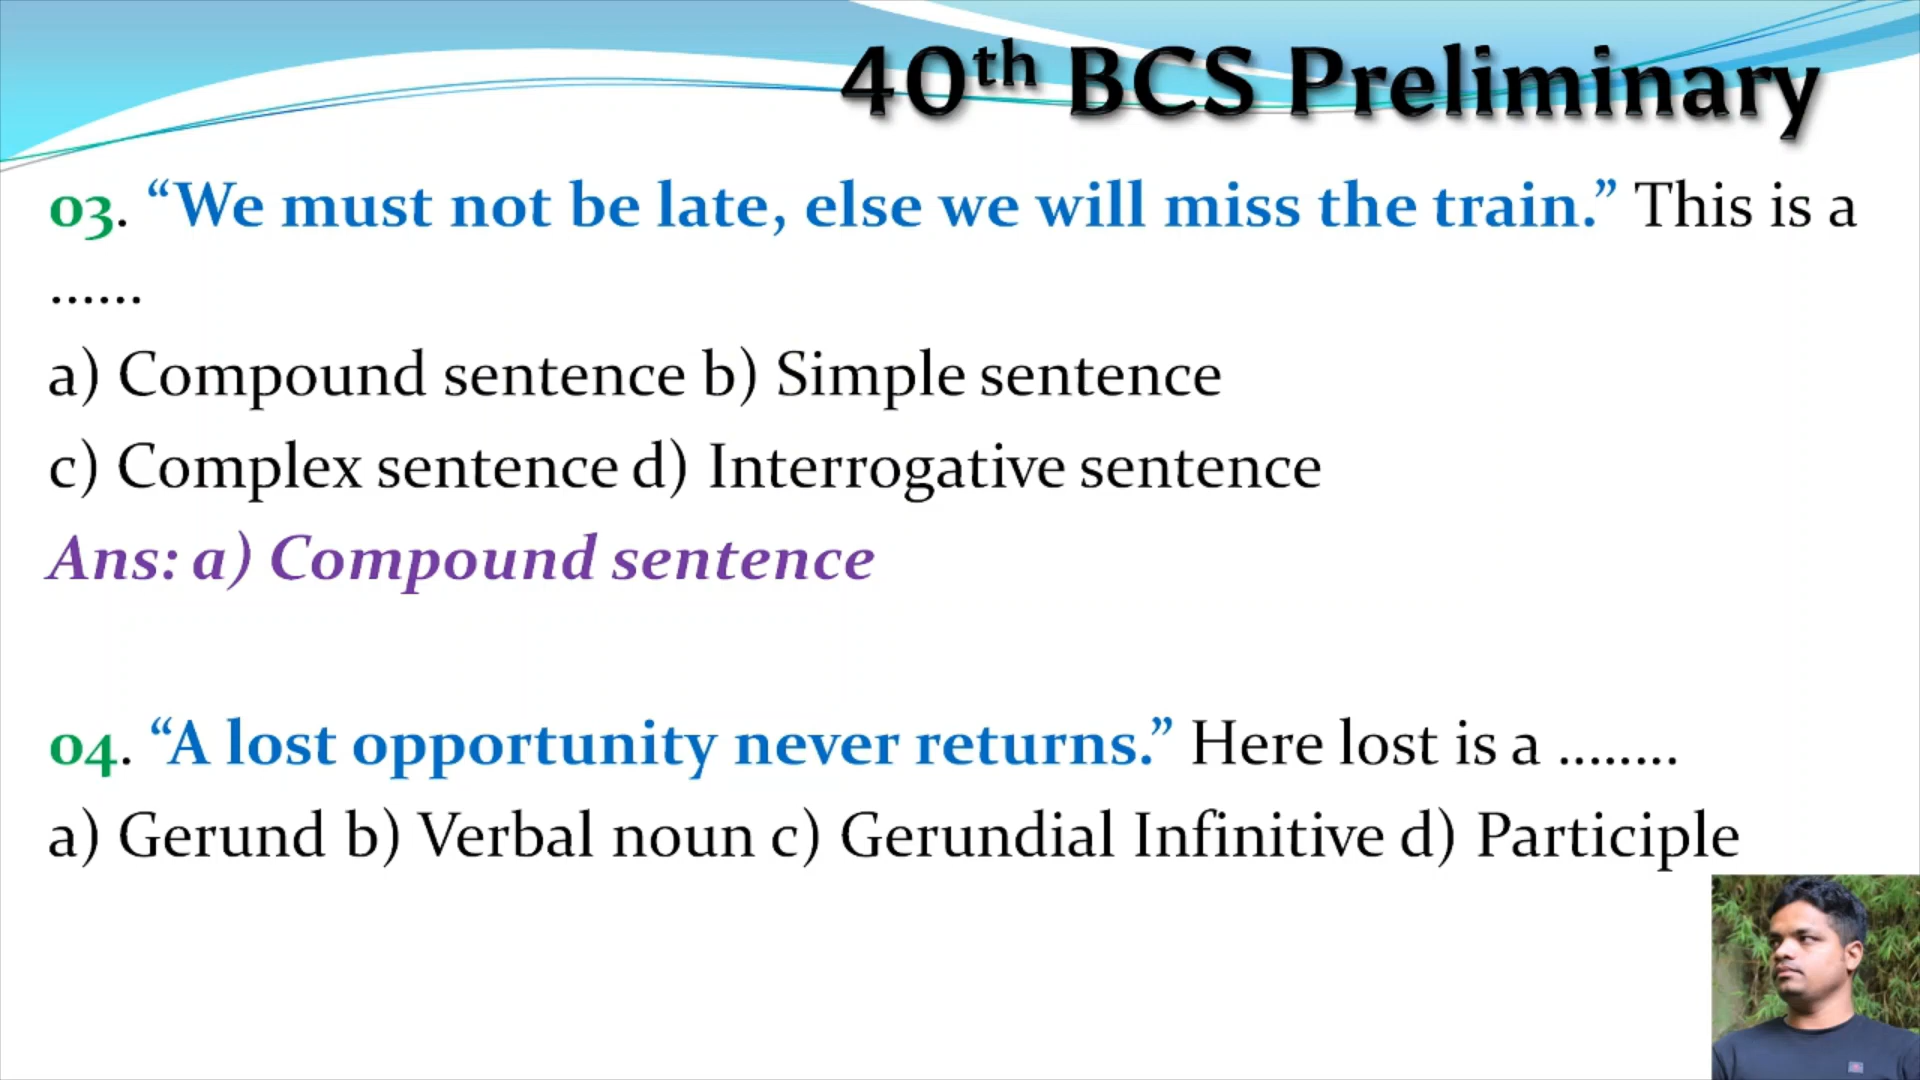 40th BCS Preliminary
03. “We must not be late, else we will miss the train.” This is a
......
a) Compound sentence b) Simple sentence
c) Complex sentence d) Interrogative sentence
Ans: a) Compound sentence
04. “A lost opportunity never returns.” Here lost is a ........
a) Gerund b) Verbal noun c) Gerundial Infinitive d) Participle